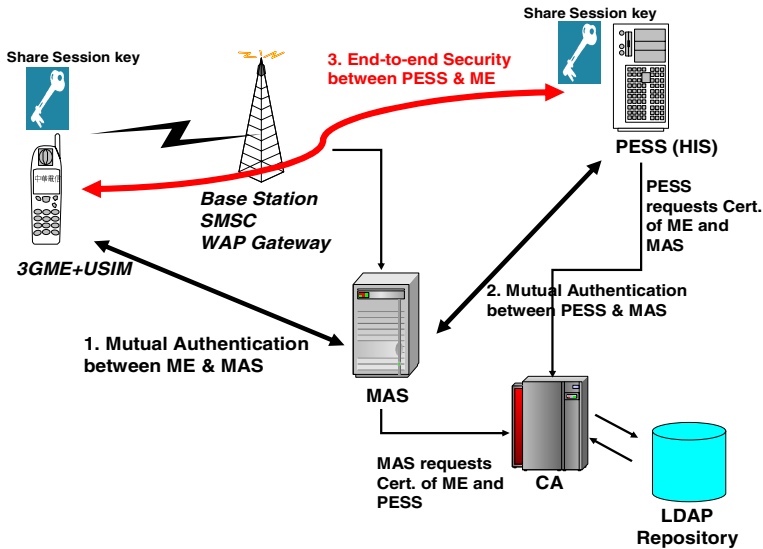 Share Session key
Share Session key
3. End-to-end Security
between PESS & ME
中華電信
PESS (HIS)
Base Station
SMSC
WAP Gateway
PESS
requests Cert.
of ME and
MAS
3GME+USIM
2. Mutual Authentication
between PESS & MAS
1. Mutual Authentication
between ME & MAS
MAS
MAS requests
Cert. of ME and
PESS
CA
LDAP
Repository